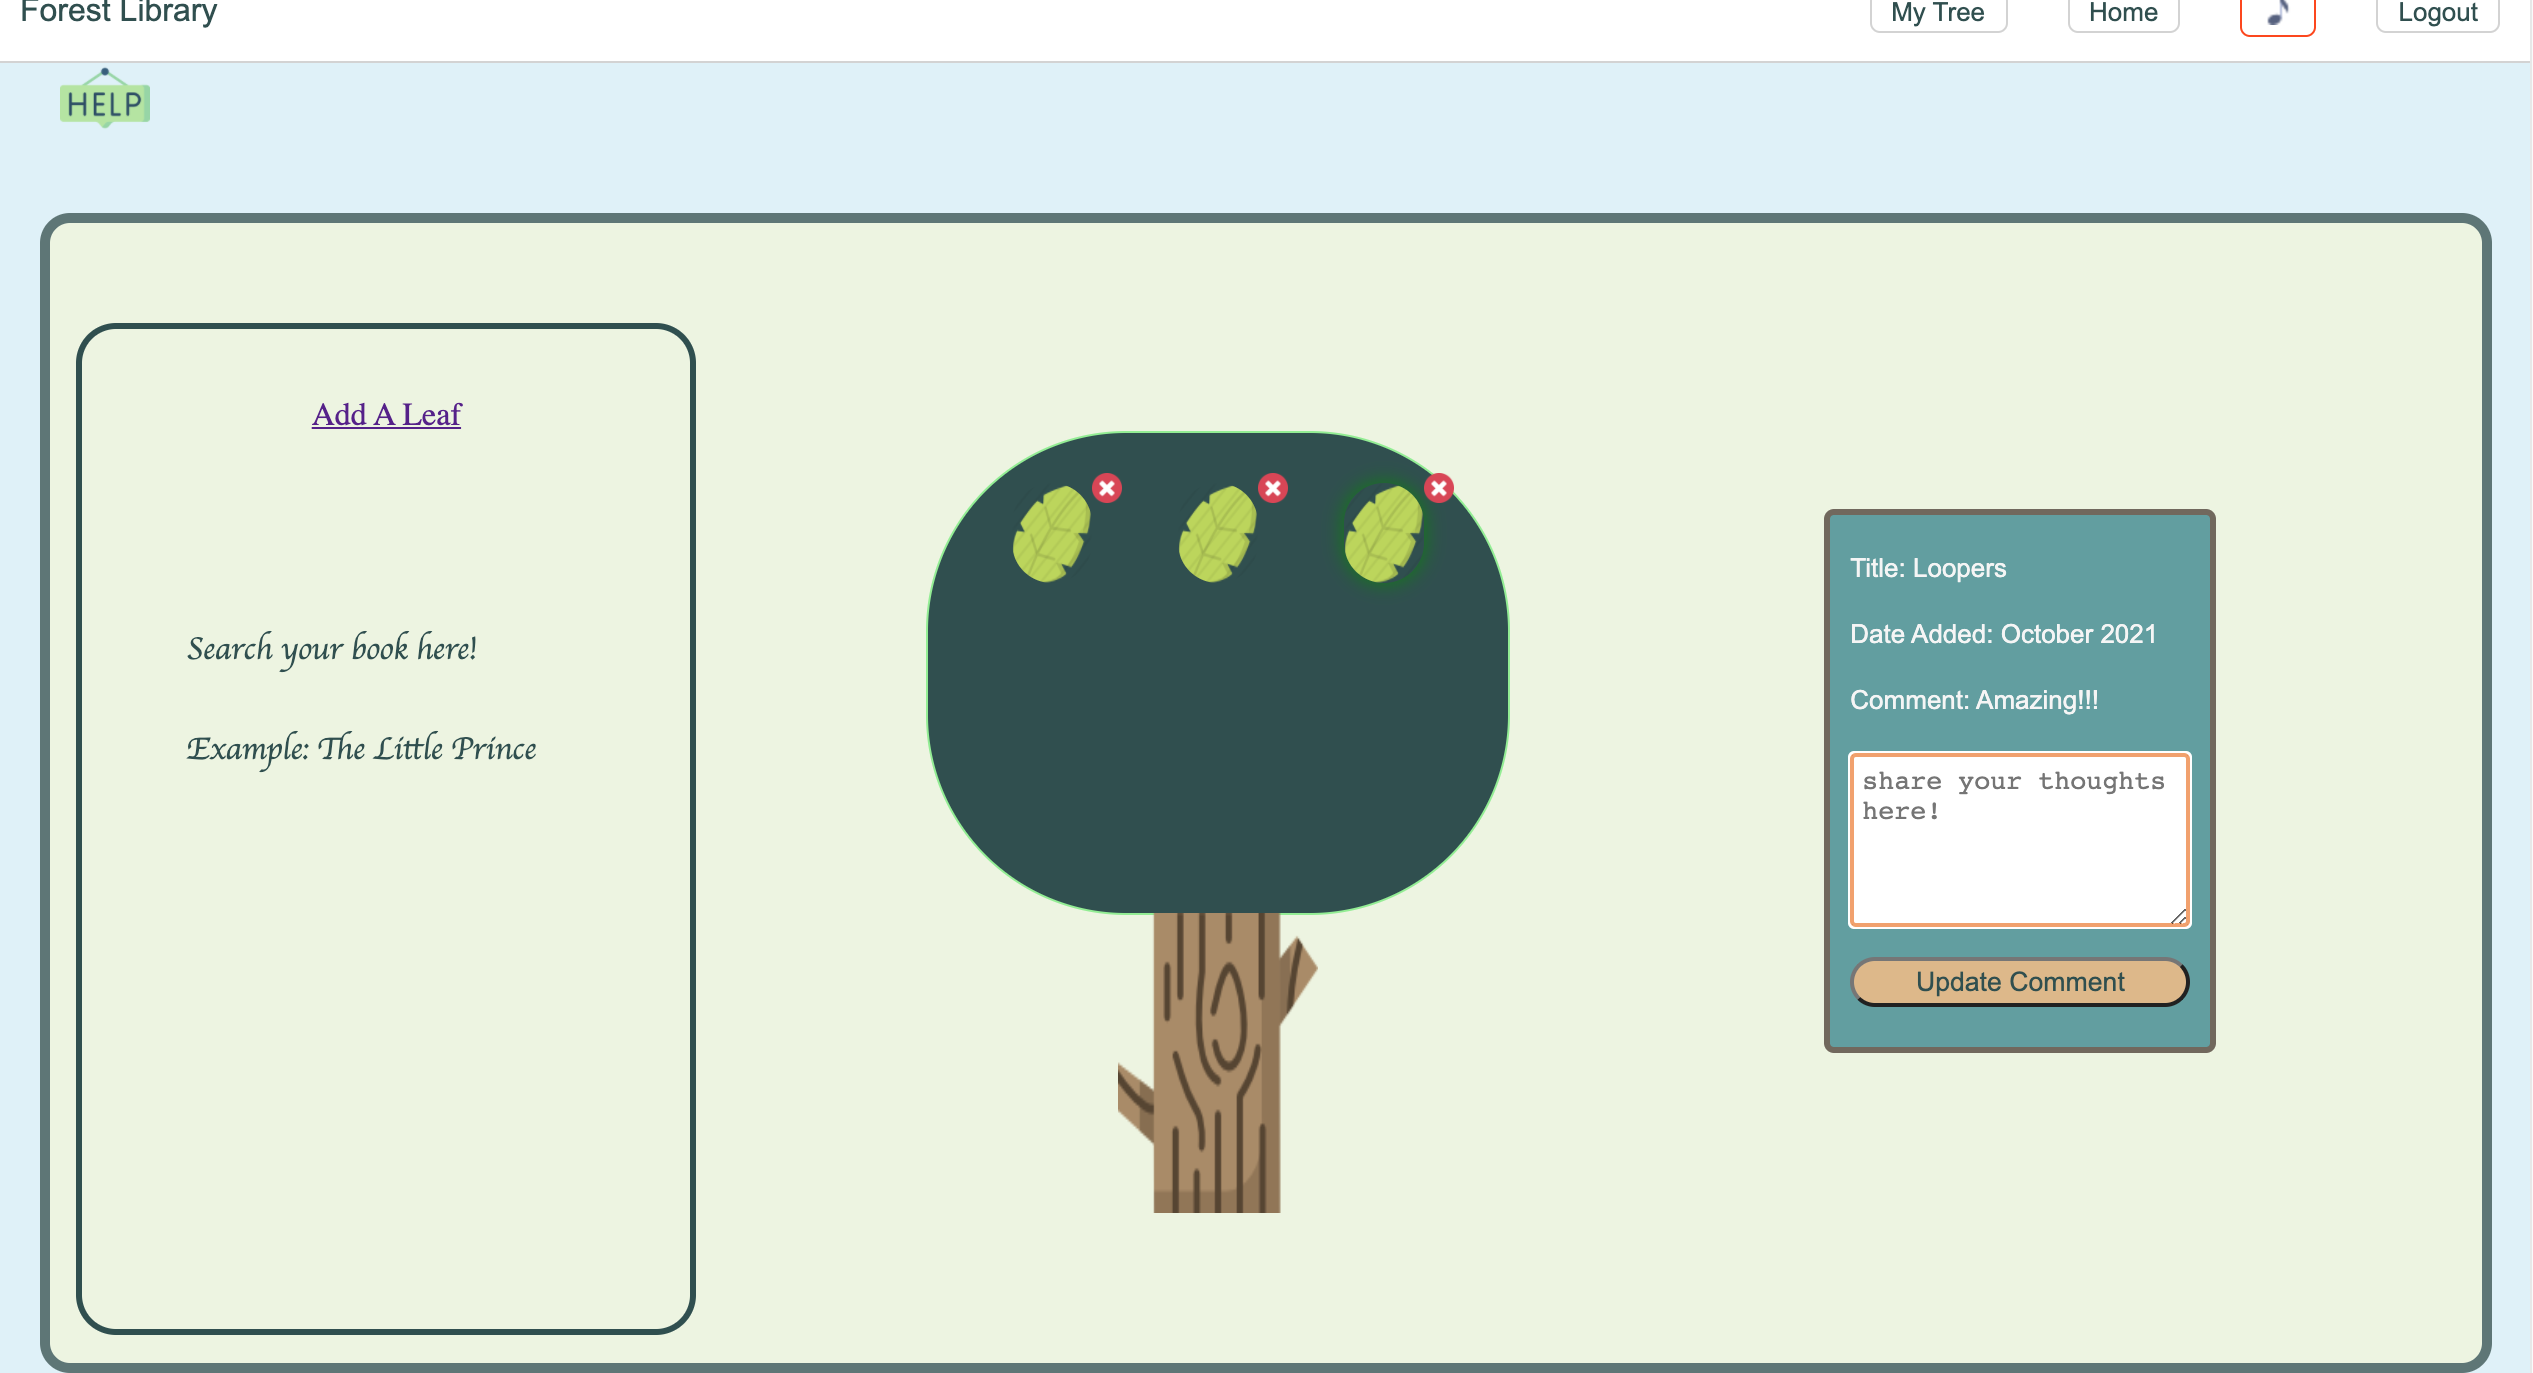 Forest Library
My Tree
Home
Logout
HELP
Add A Leaf
Search your book here!
Example: The Little Prince
Title: Loopers
Date Added: October 2021
Comment: Amazing!!!
share your thoughts
here!
Update Comment